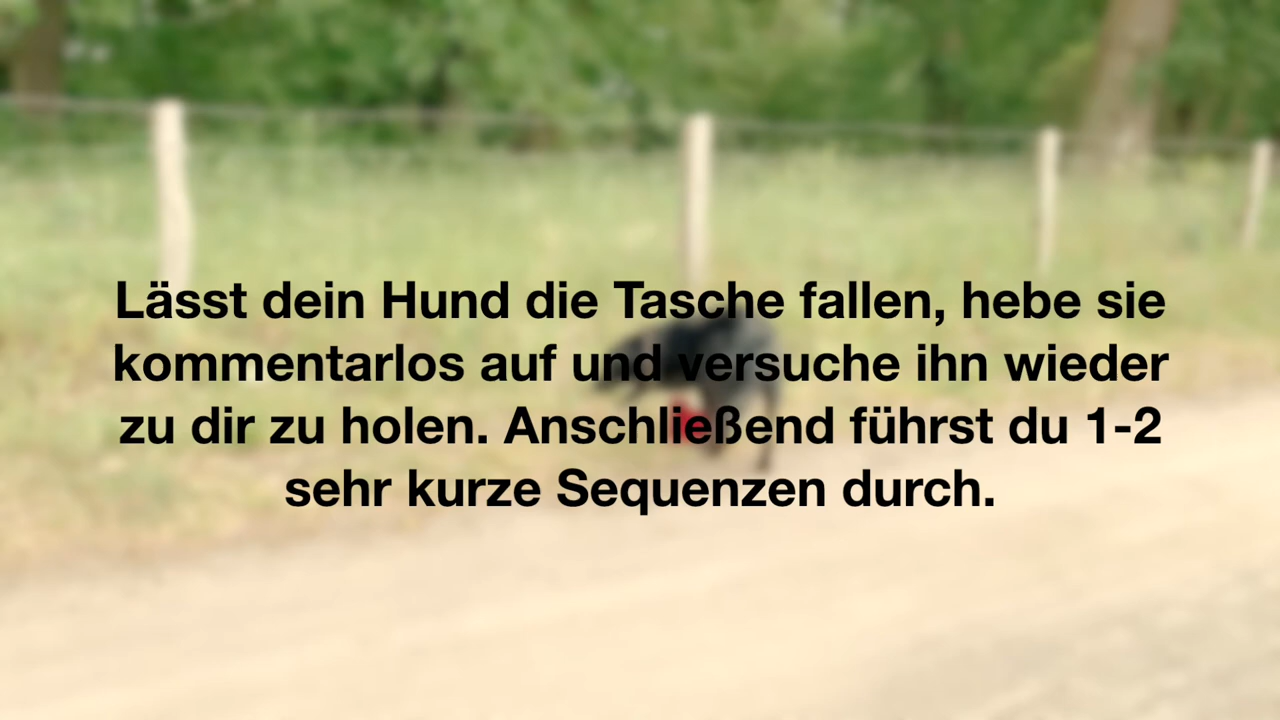 Lässt dein Hund die Tasche fallen, hebe sie
kommentarlos auf und versuche ihn wieder
zu dir zu holen. Anschließend führst du 1-2
sehr kurze Sequenzen durch.